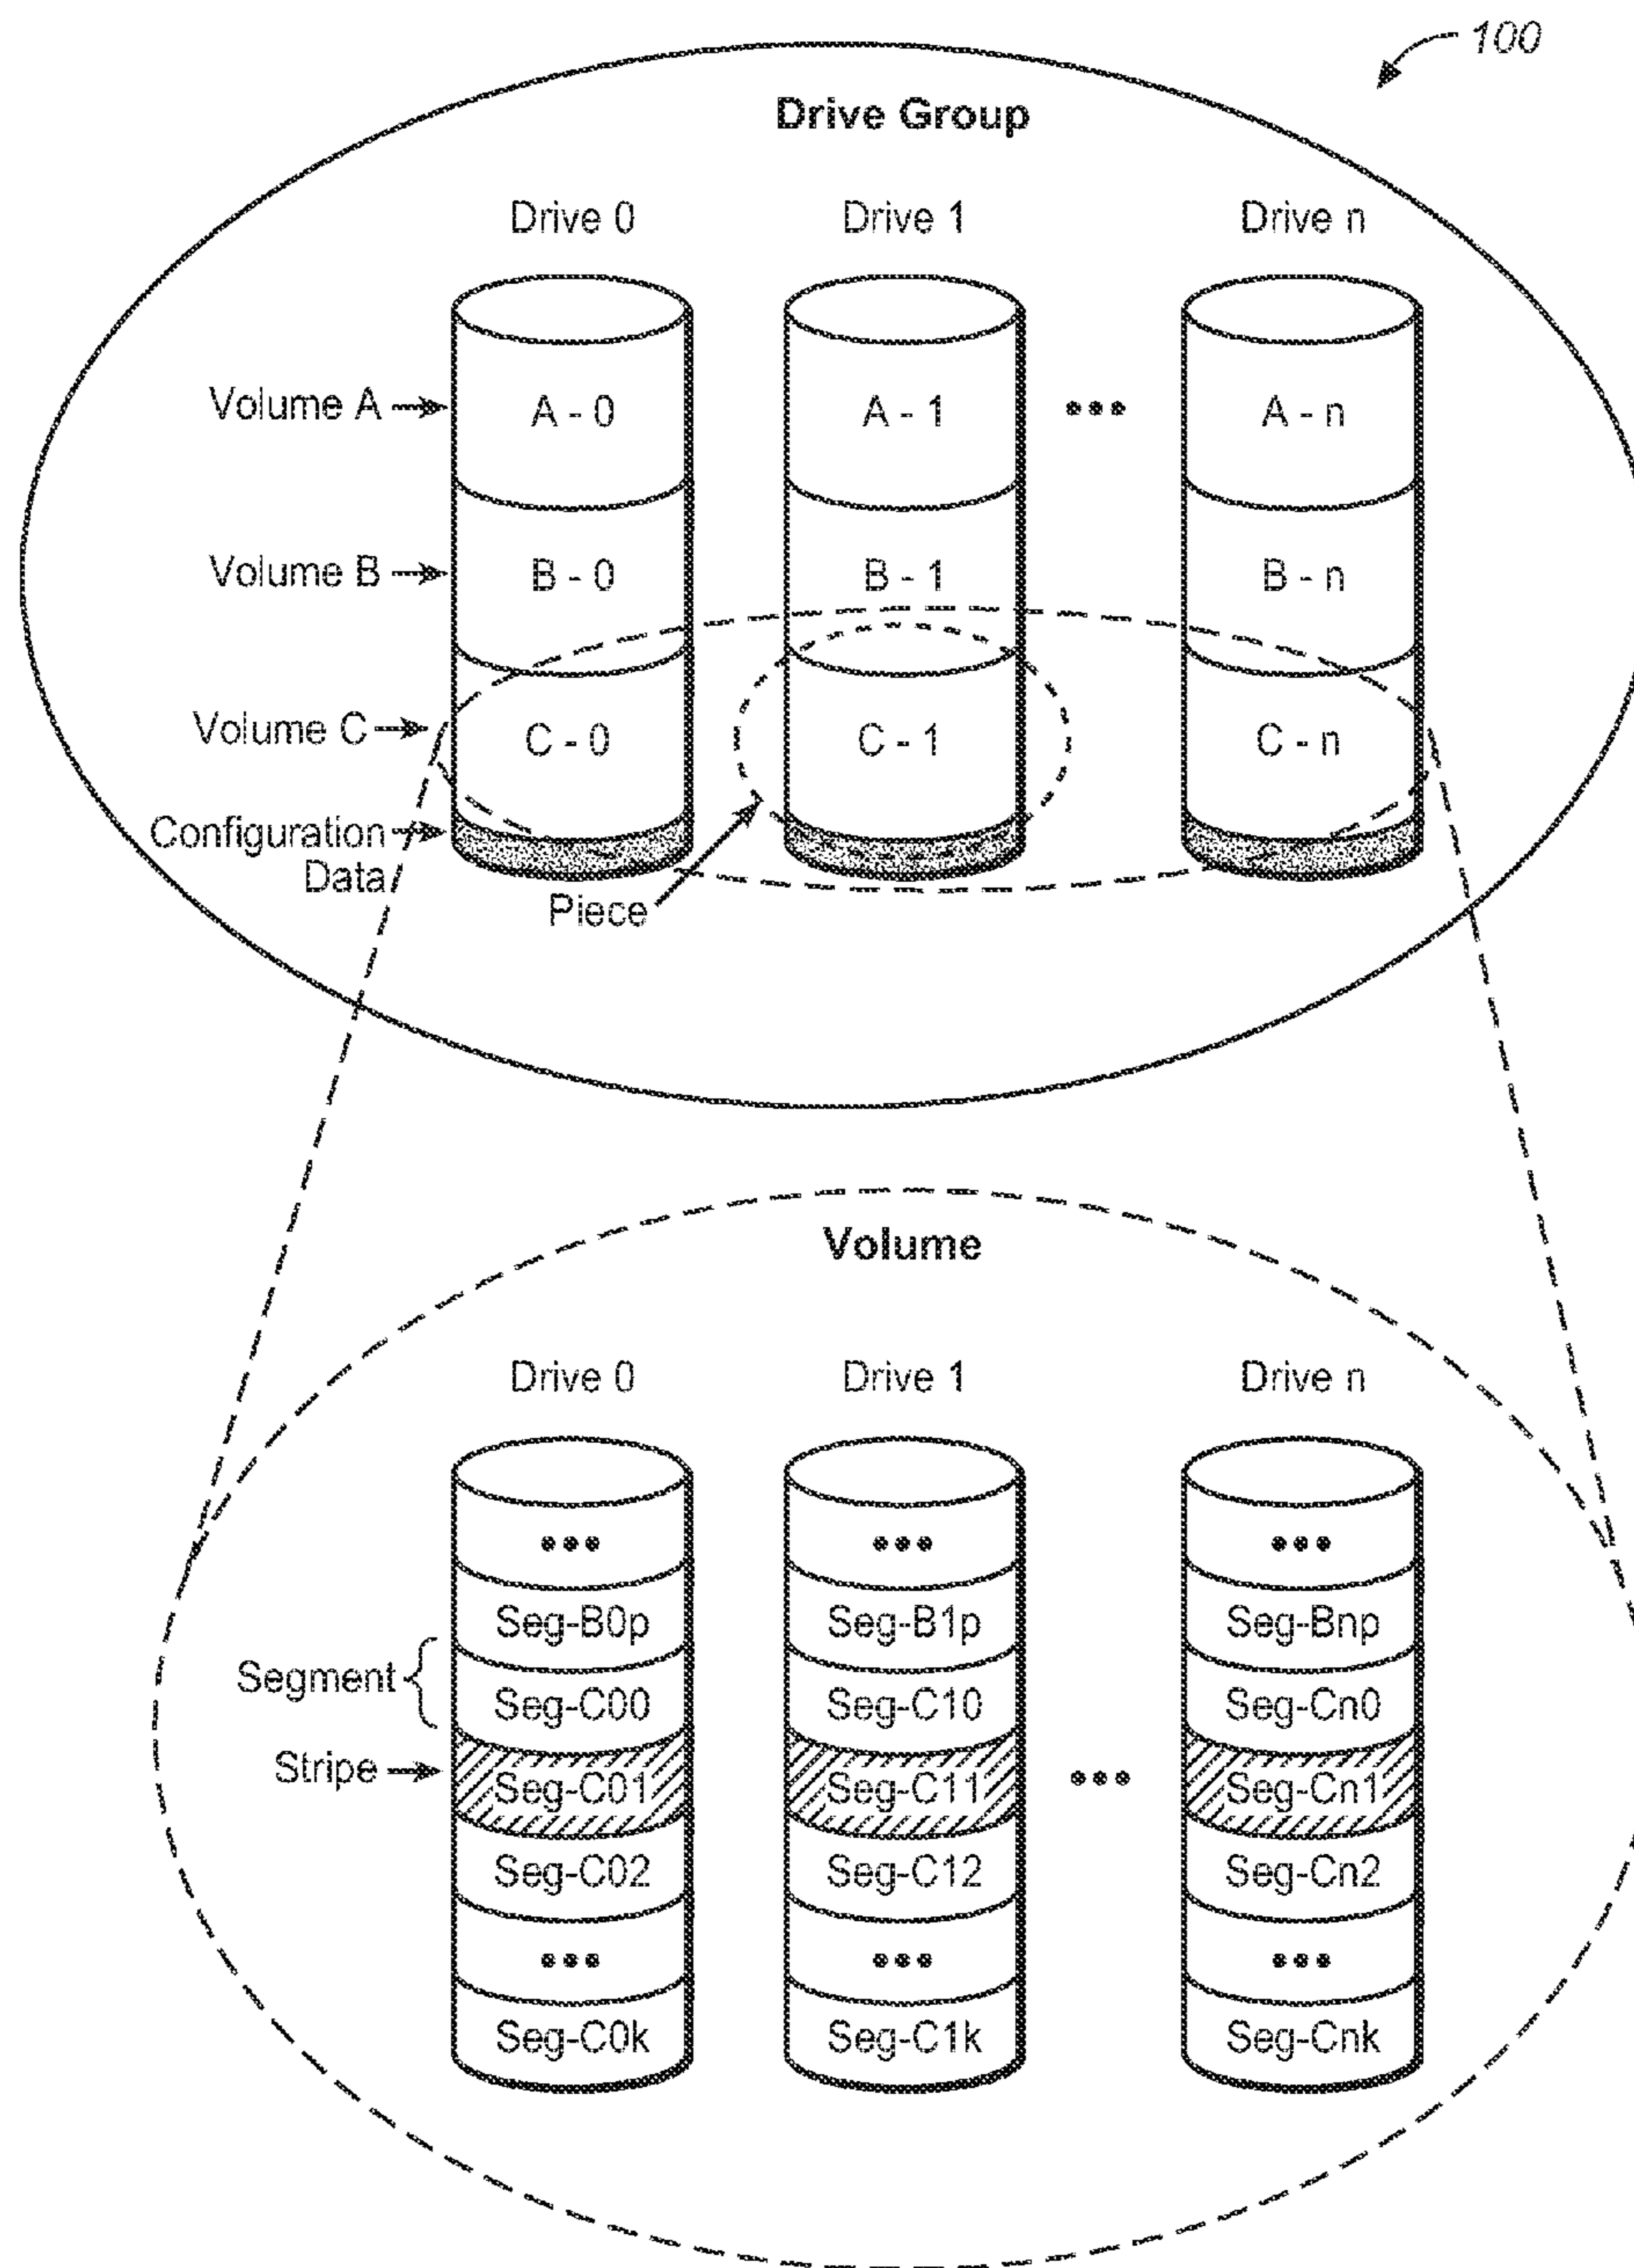 100
Drive Group
Drive 0 Drive 1 Drive n
Volume A A - 0 A - 1 ••• A - n
Volume B B - 0 B - 1 B - n
Volume C C - 0 C - 1 C - n
Configuration
Data
Piece
Volume
Drive 0 Drive 1 Drive n
••• ••• •••
Seg-B0p Seg-B1p Seg-Bnp
Segment
Seg-C00 Seg-C10 Seg-Cn0
Stripe Seg-C01 Seg-C11 ••• Seg-Cn1
Seg-C02 Seg-C12 Seg-Cn2
••• ••• •••
Seg-C0k Seg-C1k Seg-Cnk